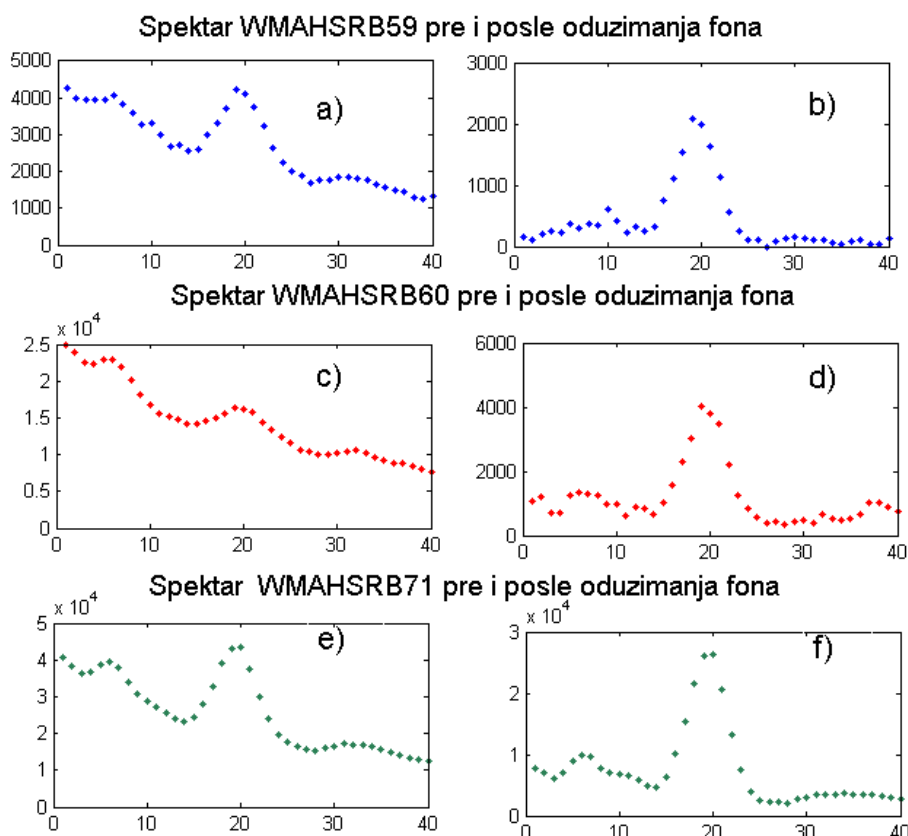 Spektar WMAHSRB59 pre i posle oduzimanja fona
5000
4000
3000
2000
1000
0
0 10 20 30 40
a)
3000
2000
1000
0
0 10 20 30 40
b)
Spektar WMAHSRB60 pre i posle oduzimanja fona
x 10^4
2.5
2
1.5
1
0.5
0
0 10 20 30 40
c)
6000
4000
2000
0
0 10 20 30 40
d)
Spektar WMAHSRB71 pre i posle oduzimanja fona
x 10^4
5
4
3
2
1
0
0 10 20 30 40
e)
x 10^4
3
2
1
0
0 10 20 30 40
f)